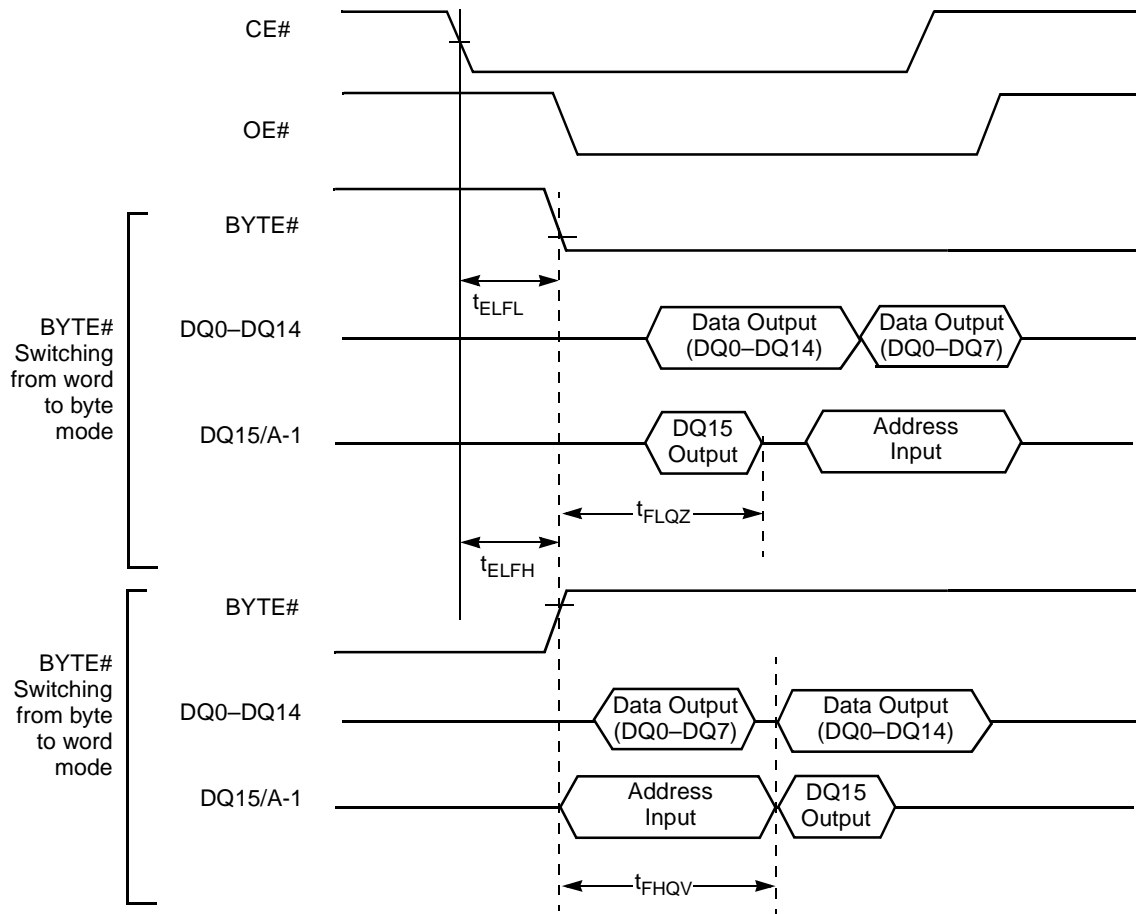 CE#
OE#
BYTE#
Switching
from word
to byte
mode
BYTE#
tELFL
DQ0–DQ14
Data Output
(DQ0–DQ14)
Data Output
(DQ0–DQ7)
DQ15/A-1
DQ15
Output
Address
Input
tFLQZ
tELFH
BYTE#
Switching
from byte
to word
mode
BYTE#
DQ0–DQ14
Data Output
(DQ0–DQ7)
Data Output
(DQ0–DQ14)
DQ15/A-1
Address
Input
DQ15
Output
tFHQV